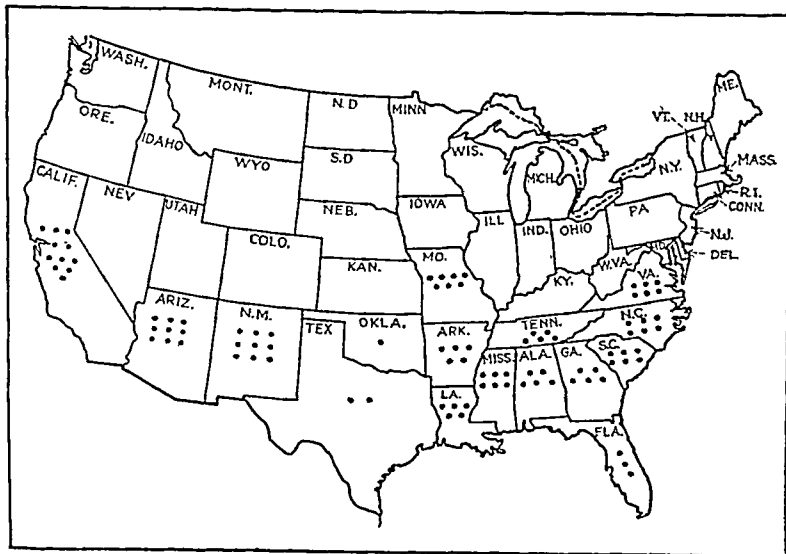 WASH.
MONT.
N.D
MINN
ME.
VT.
N.H.
ORE.
IDAHO
S.D
WIS.
MASS.
WYO
MCH.
N.Y.
CALIF.
NEV
R.I.
CONN.
UTAH
NEB.
IOWA
PA
ILL
IND.
OHIO
N.J.
COLO.
MO.
DEL.
KAN.
W.VA.
VA.
KY.
ARIZ.
N.M.
TEX
OKLA.
ARK.
TENN.
N.C.
MISS.
ALA.
GA.
S.C.
LA.
FLA.